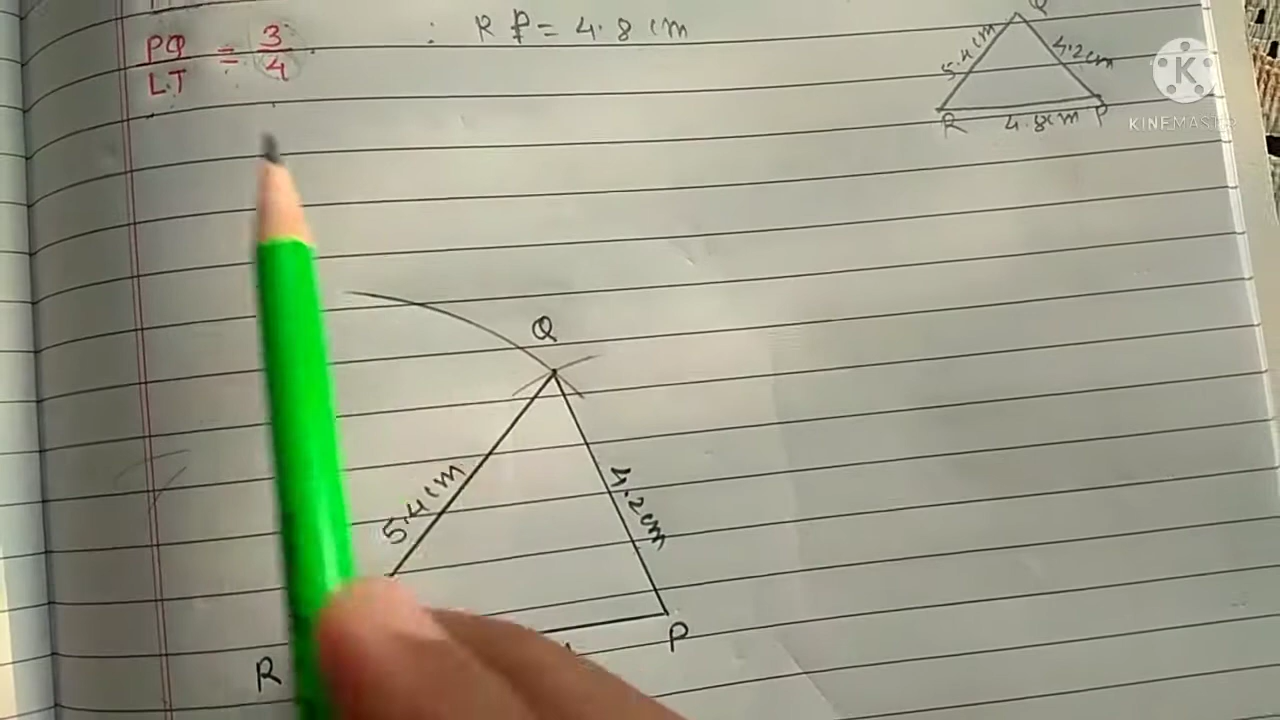 PQ = 3
LT 4
: RP = 4.8 cm
Q
5.4 cm
4.2 cm
R
4.8 cm
P
K
KINEMASTER
Q
5.4 cm
4.2 cm
R
P